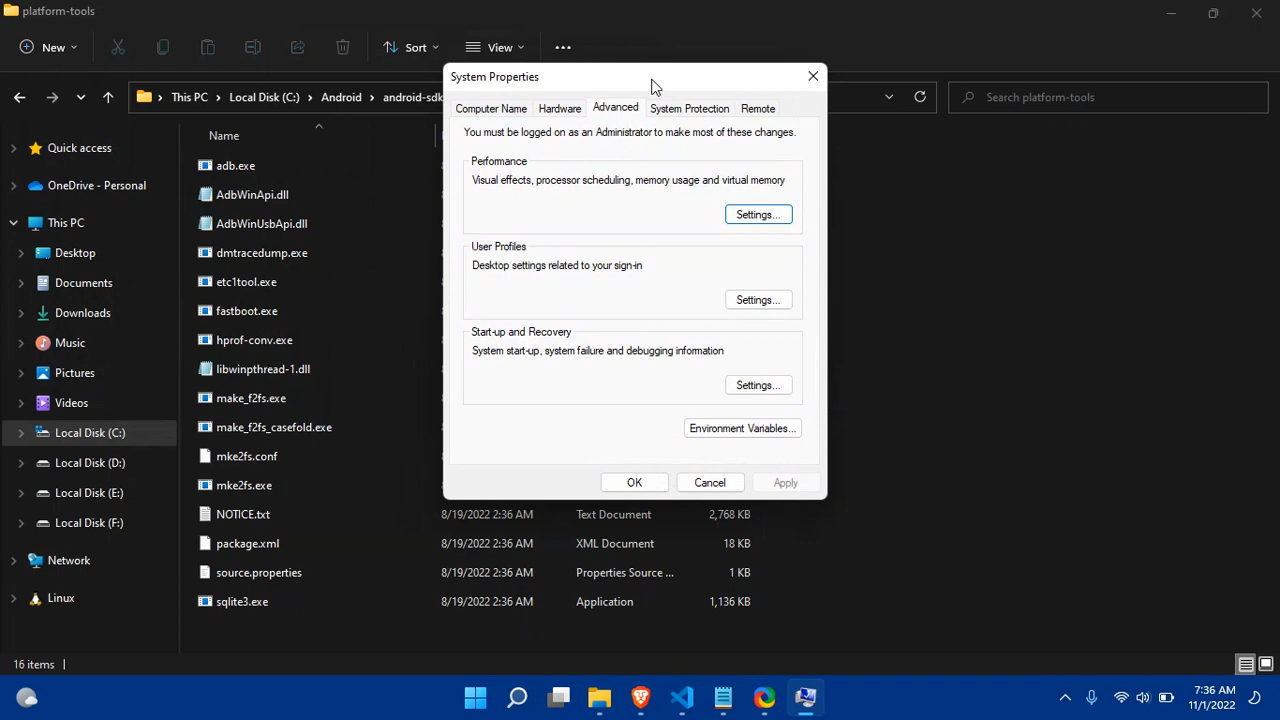 platform-tools
New
Sort
View
This PC
Local Disk (C:)
Android
android-sdk
Search platform-tools
System Properties
Computer Name
Hardware
Advanced
System Protection
Remote
You must be logged on as an Administrator to make most of these changes.
Performance
Visual effects, processor scheduling, memory usage and virtual memory
Settings...
User Profiles
Desktop settings related to your sign-in
Settings...
Start-up and Recovery
System start-up, system failure and debugging information
Settings...
Environment Variables...
OK
Cancel
Apply
Quick access
OneDrive - Personal
This PC
Desktop
Documents
Downloads
Music
Pictures
Videos
Local Disk (C:)
Local Disk (D:)
Local Disk (E:)
Local Disk (F:)
Network
Linux
Name
adb.exe
AdbWinApi.dll
AdbWinUsbApi.dll
dmtracedump.exe
etc1tool.exe
fastboot.exe
hprof-conv.exe
libwinpthread-1.dll
make_f2fs.exe
make_f2fs_casefold.exe
mke2fs.conf
mke2fs.exe
NOTICE.txt 8/19/2022 2:36 AM Text Document 2,768 KB
package.xml 8/19/2022 2:36 AM XML Document 18 KB
source.properties 8/19/2022 2:36 AM Properties Source ... 1 KB
sqlite3.exe 8/19/2022 2:36 AM Application 1,136 KB
16 items
7:36 AM
11/1/2022